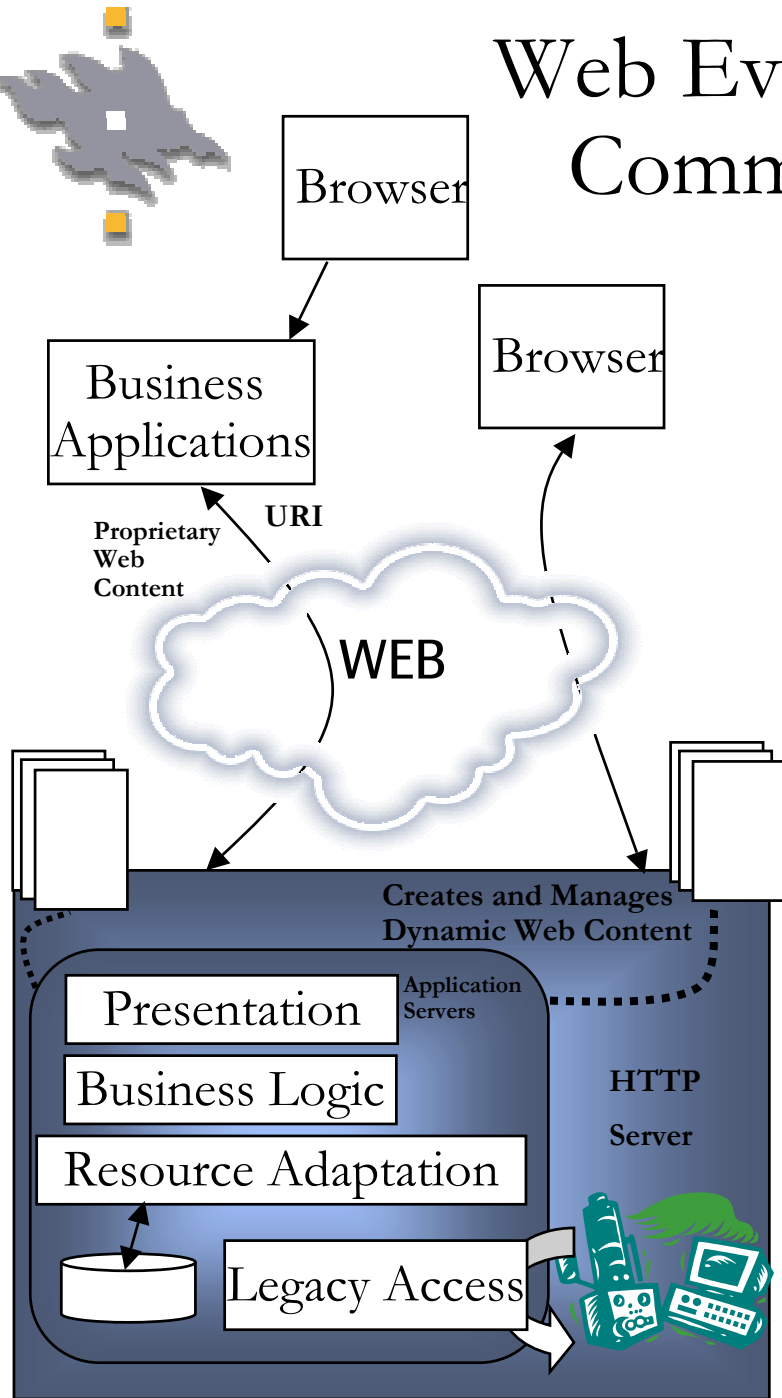 Web Ev
Comm
Browser
Browser
Business
Applications
URI
Proprietary
Web
Content
WEB
Creates and Manages
Dynamic Web Content
Application
Servers
Presentation
Business Logic
HTTP
Server
Resource Adaptation
Legacy Access